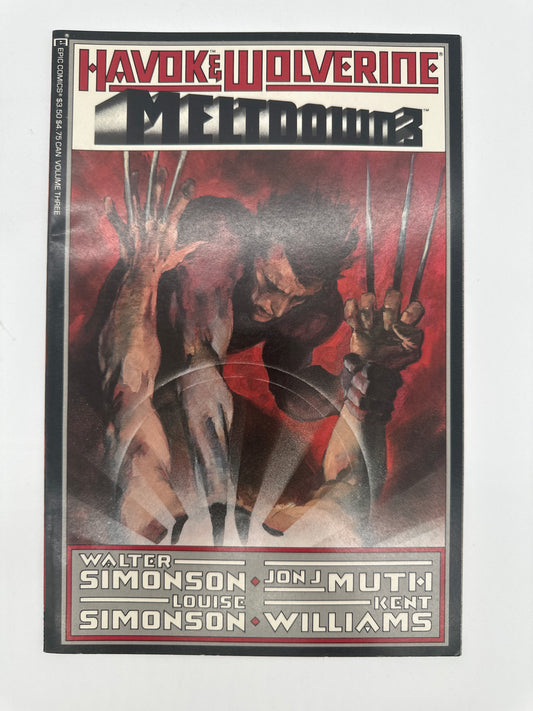 EPIC COMICS® $3.50 $4.75 CAN VOLUME THREE
HAVOK & WOLVERINE®
MELTDOWN 3™
WALTER
SIMONSON • JON J MUTH
LOUISE KENT
SIMONSON • WILLIAMS